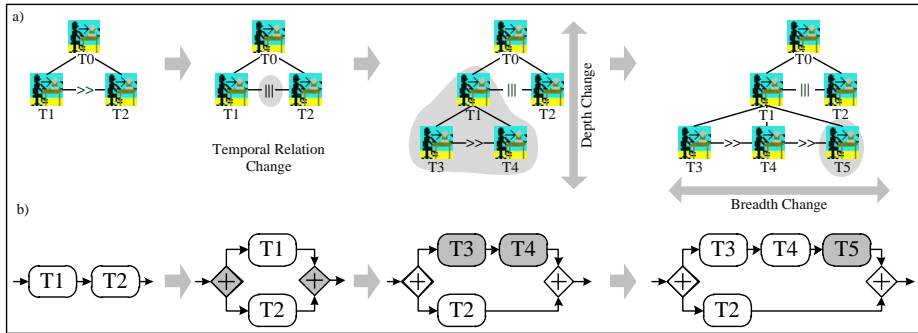 a)
T0 T0 T0 T0
T1 >> T2 T1 ||| T2 T1 ||| T2 T1 ||| T2
Temporal Relation
Change
T3 >> T4
Depth Change
T3 >> T4 >> T5
Breadth Change
b)
T1 T2
T1
+ +
T2
T3 T4
+ +
T2
T3 T4 T5
+ +
T2